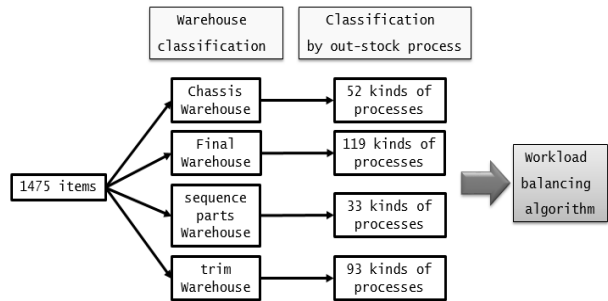 Warehouse
classification
Classification
by out-stock process
Chassis
Warehouse
52 kinds of
processes
Final
Warehouse
119 kinds of
processes
1475 items
sequence
parts
Warehouse
33 kinds of
processes
trim
Warehouse
93 kinds of
processes
Workload
balancing
algorithm